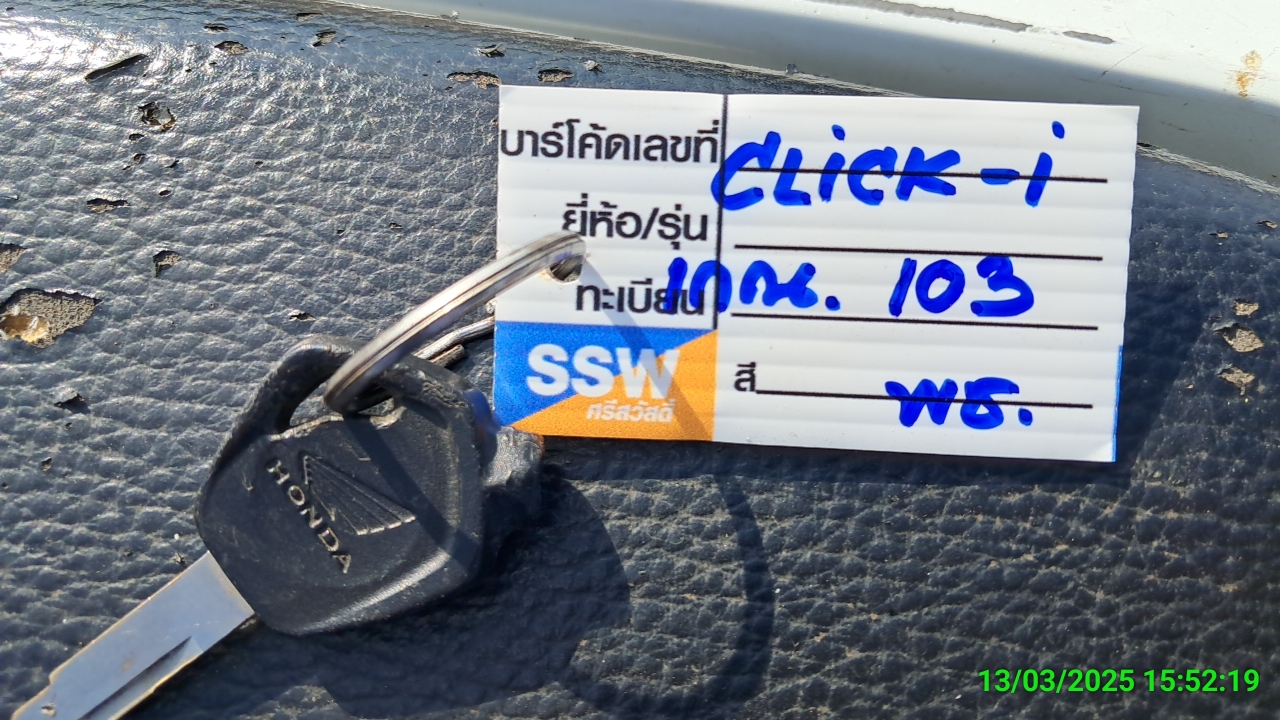 บาร์โค้ดเลขที่ CLiCK-i
ยี่ห้อ/รุ่น
ทะเบียน 1กณ. 103
SSW
ศรีสวัสดิ์
สี พธ.
HONDA
13/03/2025 15:52:19